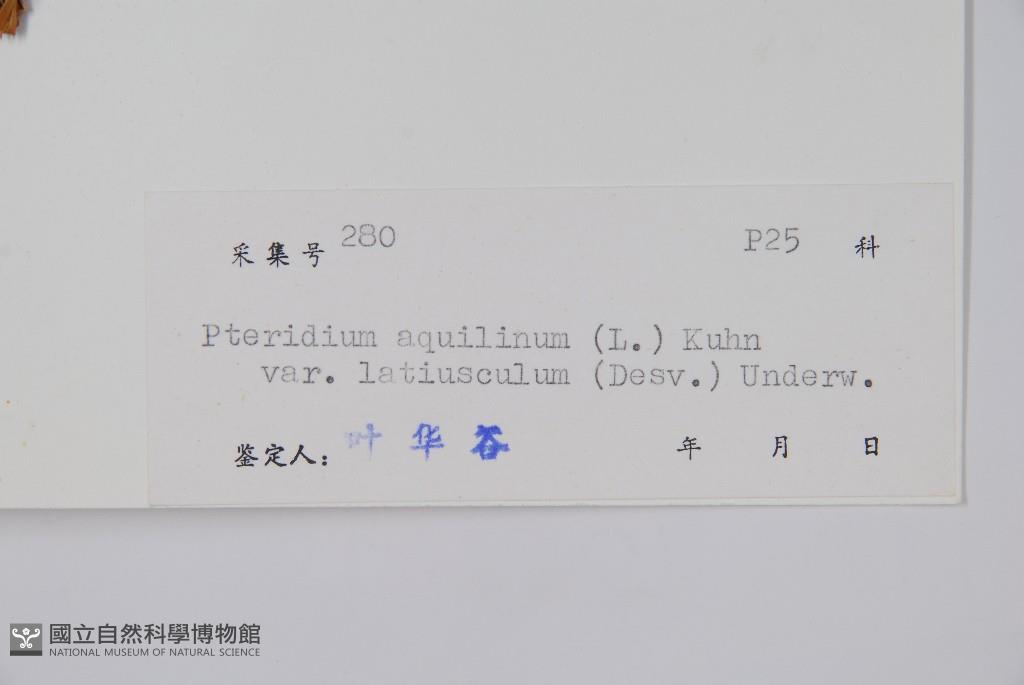 采集号 280 P25 科
Pteridium aquilinum (L.) Kuhn
var. latiusculum (Desv.) Underw.
鉴定人: 叶华谷 年 月 日
國立自然科學博物館
NATIONAL MUSEUM OF NATURAL SCIENCE